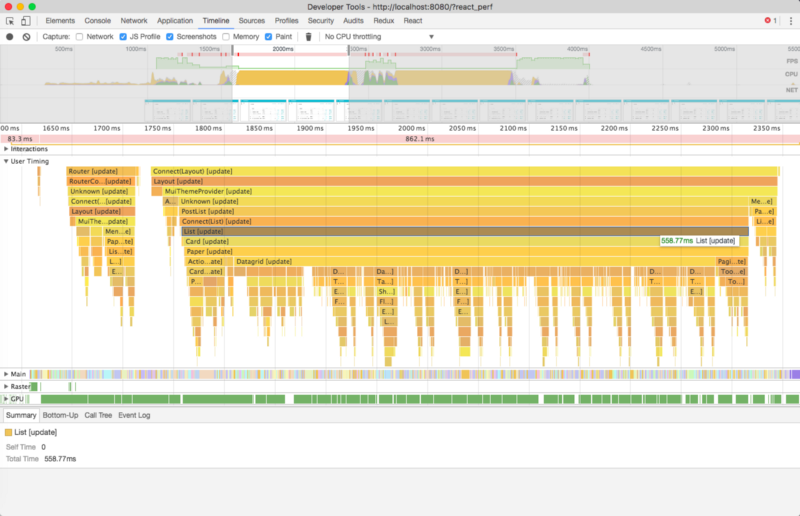 Developer Tools - http://localhost:8080/?react_perf
Elements Console Network Application Timeline Sources Profiles Security Audits Redux React 1
Capture: Network JS Profile Screenshots Memory Paint No CPU throttling
500ms 1000ms 1500ms 2000ms 2500ms 3000ms 3500ms 4000ms 4500ms 5000ms 5500
FPS
CPU
NET
00 ms 1650 ms 1700 ms 1750 ms 1800 ms 1850 ms 1900 ms 1950 ms 2000 ms 2050 ms 2100 ms 2150 ms 2200 ms 2250 ms 2300 ms 2350 ms
83.3 ms 862.1 ms
Interactions
User Timing
Router [update] Connect(Layout) [update]
RouterCo...[update] Layout [update]
Unknown [update] MuiThemeProvider [update]
Connect(...[update] A... Unknown [update] Me...e]
Layout [update] PostList [update] Pa...e]
MuiThe...pdate] Connect(List) [update] Li...e]
Men...e] List [update]
Pap...e] Card [update] 558.77ms List [update]
Lis...te] Paper [update]
L...] Actio...ate] Datagrid [update] Pagi...te]
E... Card...e] D... Da...] D... D... D... Too...e]
P... T... Ta...] T... T... T... To...]
E... Sh...] E... E... E...]
F... Fl...] F...
E...]
L...
Main
Raster
GPU
Summary Bottom-Up Call Tree Event Log
List [update]
Self Time 0
Total Time 558.77ms